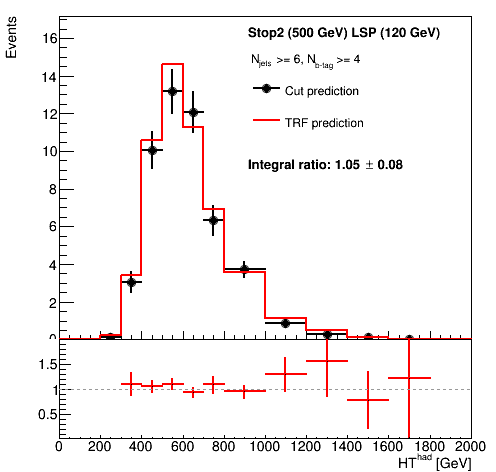 Stop2 (500 GeV) LSP (120 GeV)
N_jets >= 6, N_b-tag >= 4
Cut prediction
TRF prediction
Integral ratio: 1.05 ± 0.08
Events
16
14
12
10
8
6
4
2
0
1.5
1
0.5
0 200 400 600 800 1000 1200 1400 1600 1800 2000
HT^had [GeV]